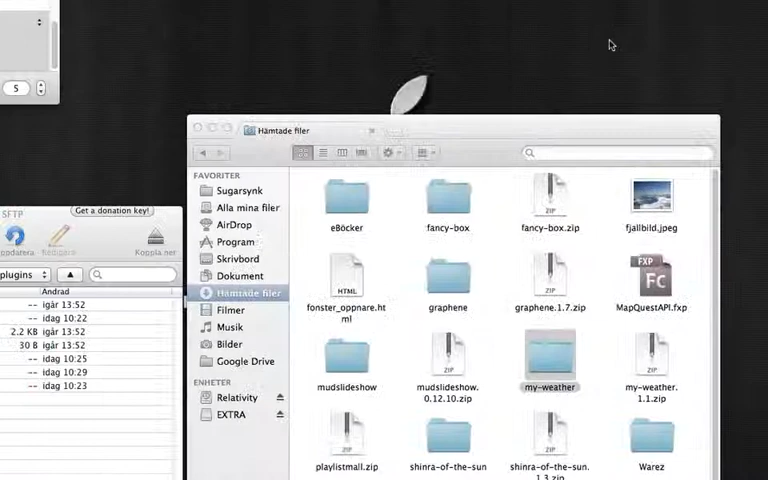 5
SFTP
Get a donation key!
Redigera
Koppla ner
plugins
Ändrad
-- igår 13:52
-- idag 10:22
2.2 KB igår 13:52
30 B igår 13:52
-- idag 10:25
-- idag 10:29
-- idag 10:23
Hämtade filer
FAVORITER
Sugarsynk
Alla mina filer
AirDrop
Program
Skrivbord
Dokument
Hämtade filer
Filmer
Musik
Bilder
Google Drive
ENHETER
Relativity
EXTRA
eBöcker
fancy-box
ZIP
fancy-box.zip
fjallbild.jpeg
HTML
fonster_oppnare.ht
ml
graphene
ZIP
graphene.1.7.zip
FXP
Fc
MapQuestAPI.fxp
mudslideshow
ZIP
mudslideshow.
0.12.10.zip
my-weather
ZIP
my-weather.
1.1.zip
ZIP
playlistmall.zip
shinra-of-the-sun
ZIP
shinra-of-the-sun.
1.3.zip
Warez